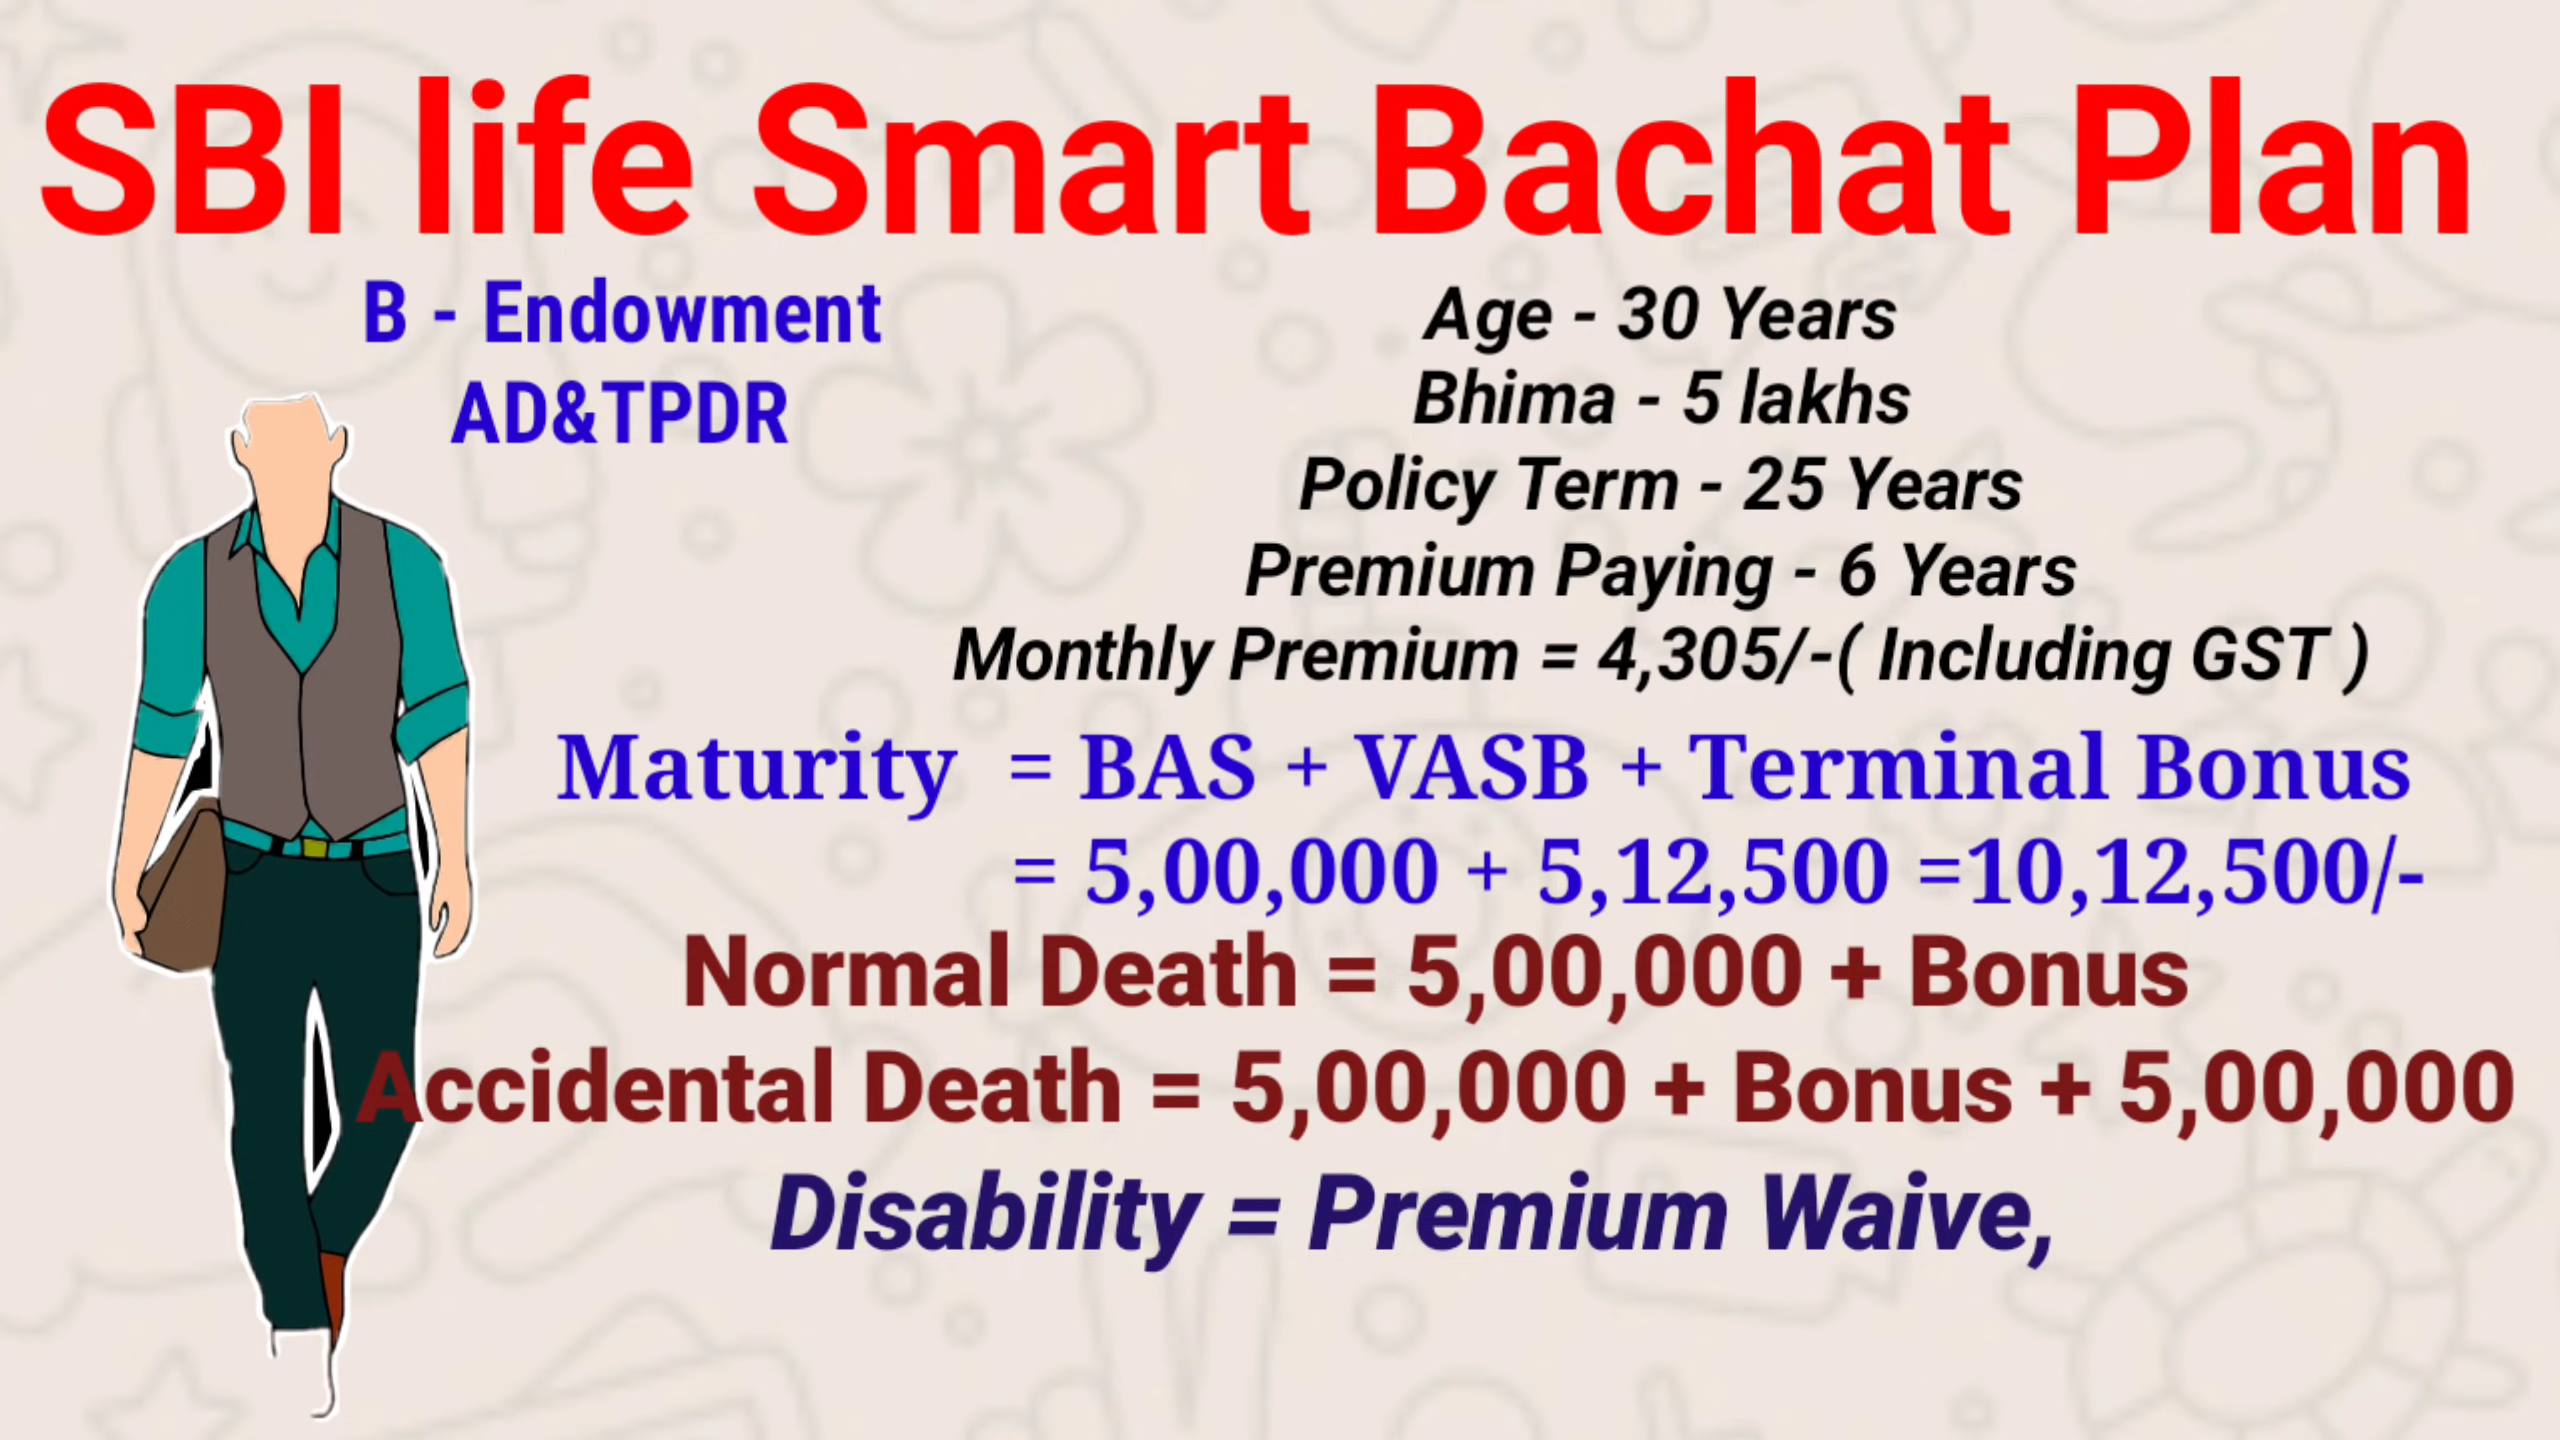 SBI life Smart Bachat Plan
B - Endowment
AD&TPDR
Age - 30 Years
Bhima - 5 lakhs
Policy Term - 25 Years
Premium Paying - 6 Years
Monthly Premium = 4,305/-( Including GST )
Maturity = BAS + VASB + Terminal Bonus
= 5,00,000 + 5,12,500 =10,12,500/-
Normal Death = 5,00,000 + Bonus
Accidental Death = 5,00,000 + Bonus + 5,00,000
Disability = Premium Waive,